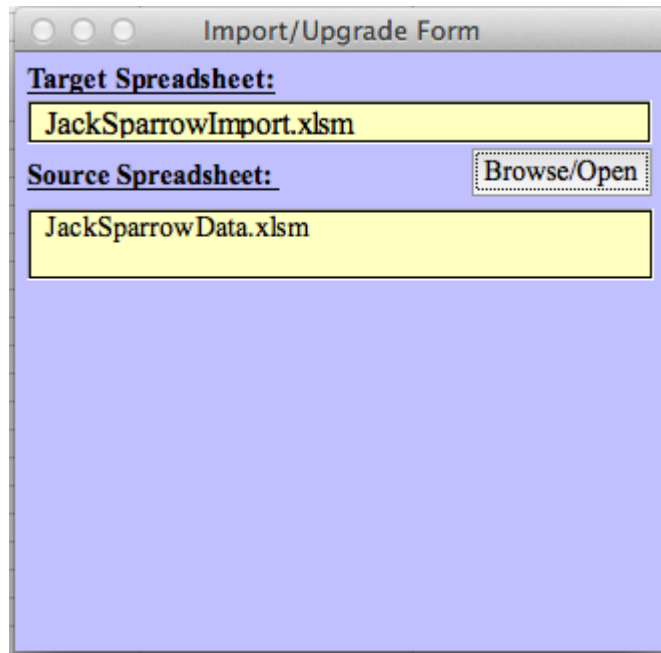 Import/Upgrade Form
Target Spreadsheet:
JackSparrowImport.xlsm
Source Spreadsheet:
Browse/Open
JackSparrowData.xlsm